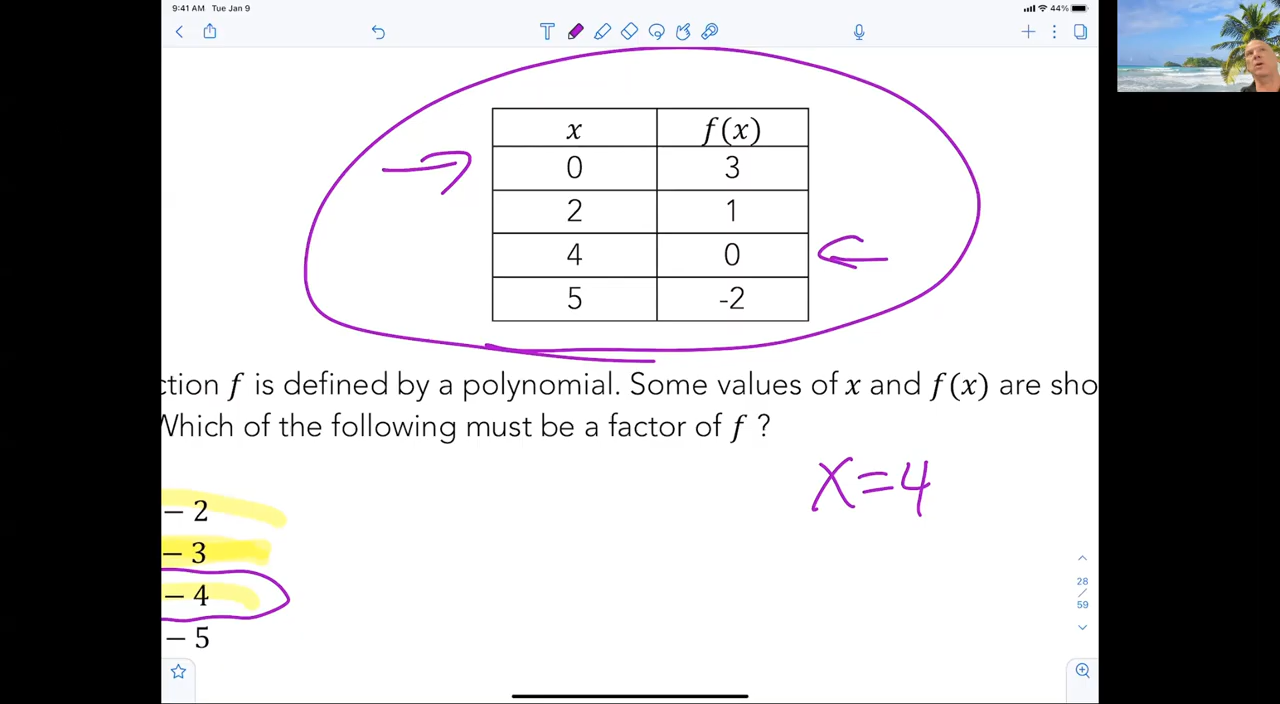 9:41 AM Tue Jan 9
44%
x f(x)
0 3
2 1
4 0
5 -2
ction f is defined by a polynomial. Some values of x and f(x) are sho
Which of the following must be a factor of f ?
X=4
– 2
– 3
– 4
– 5
28
/
59